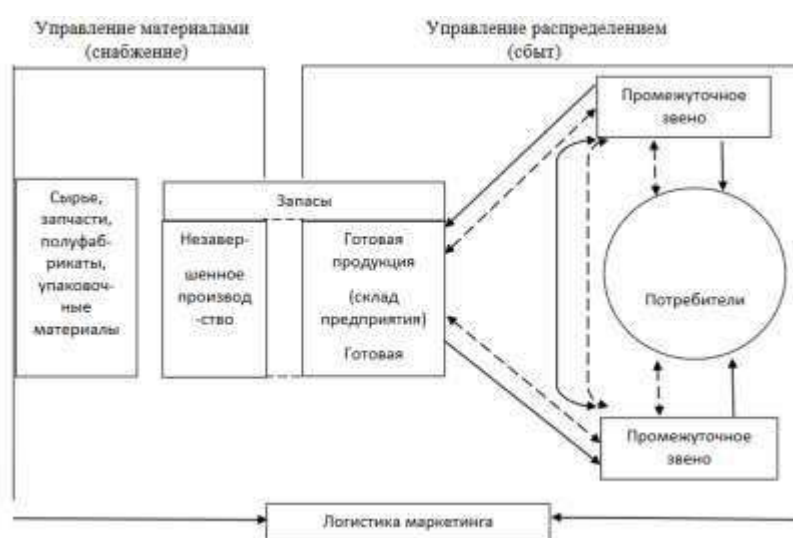 Управление материалами
(снабжение)
Управление распределением
(сбыт)
Промежуточное
звено
Сырье,
запчасти,
полуфаб-
рикаты,
упаковоч-
ные
материалы
Запасы
Незавер-
шенное
производ
-ство
Готовая
продукция
(склад
предприятия)
Готовая
Потребители
Промежуточное
звено
Логистика маркетинга